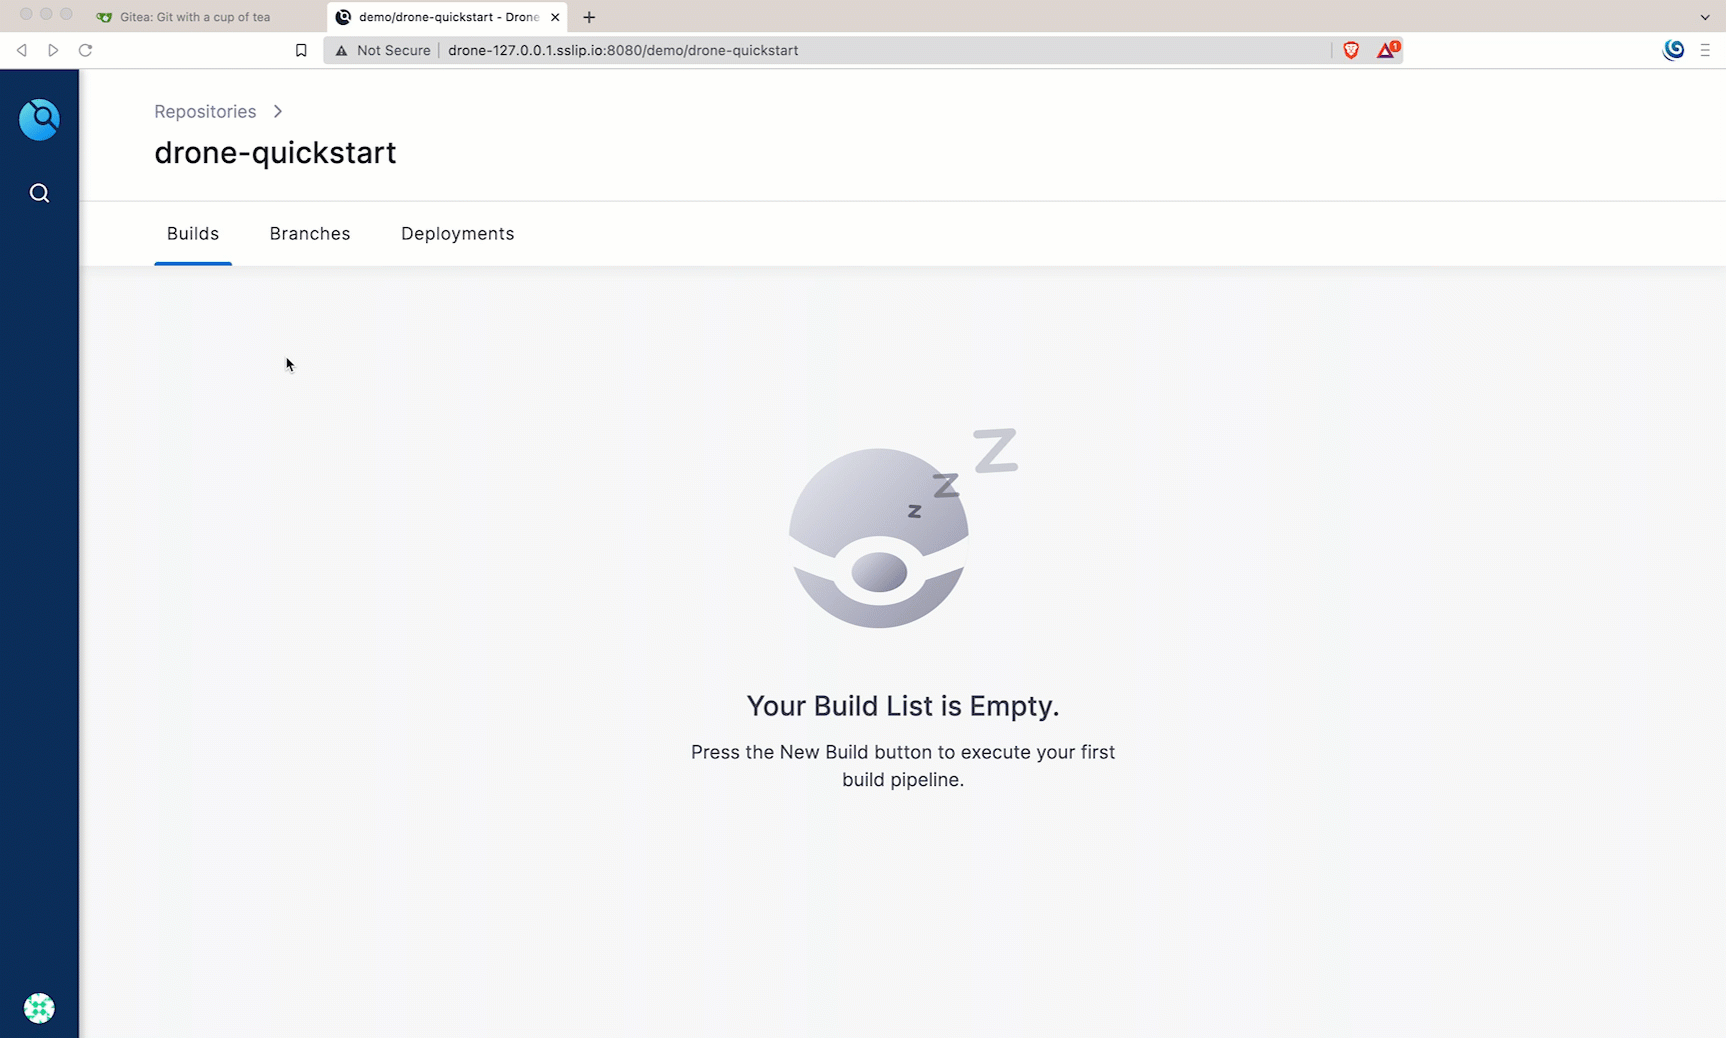 Gitea: Git with a cup of tea
demo/drone-quickstart - Drone
Not Secure
drone-127.0.0.1.sslip.io:8080/demo/drone-quickstart
1
Repositories
drone-quickstart
Builds
Branches
Deployments
z
z
Z
Your Build List is Empty.
Press the New Build button to execute your first
build pipeline.